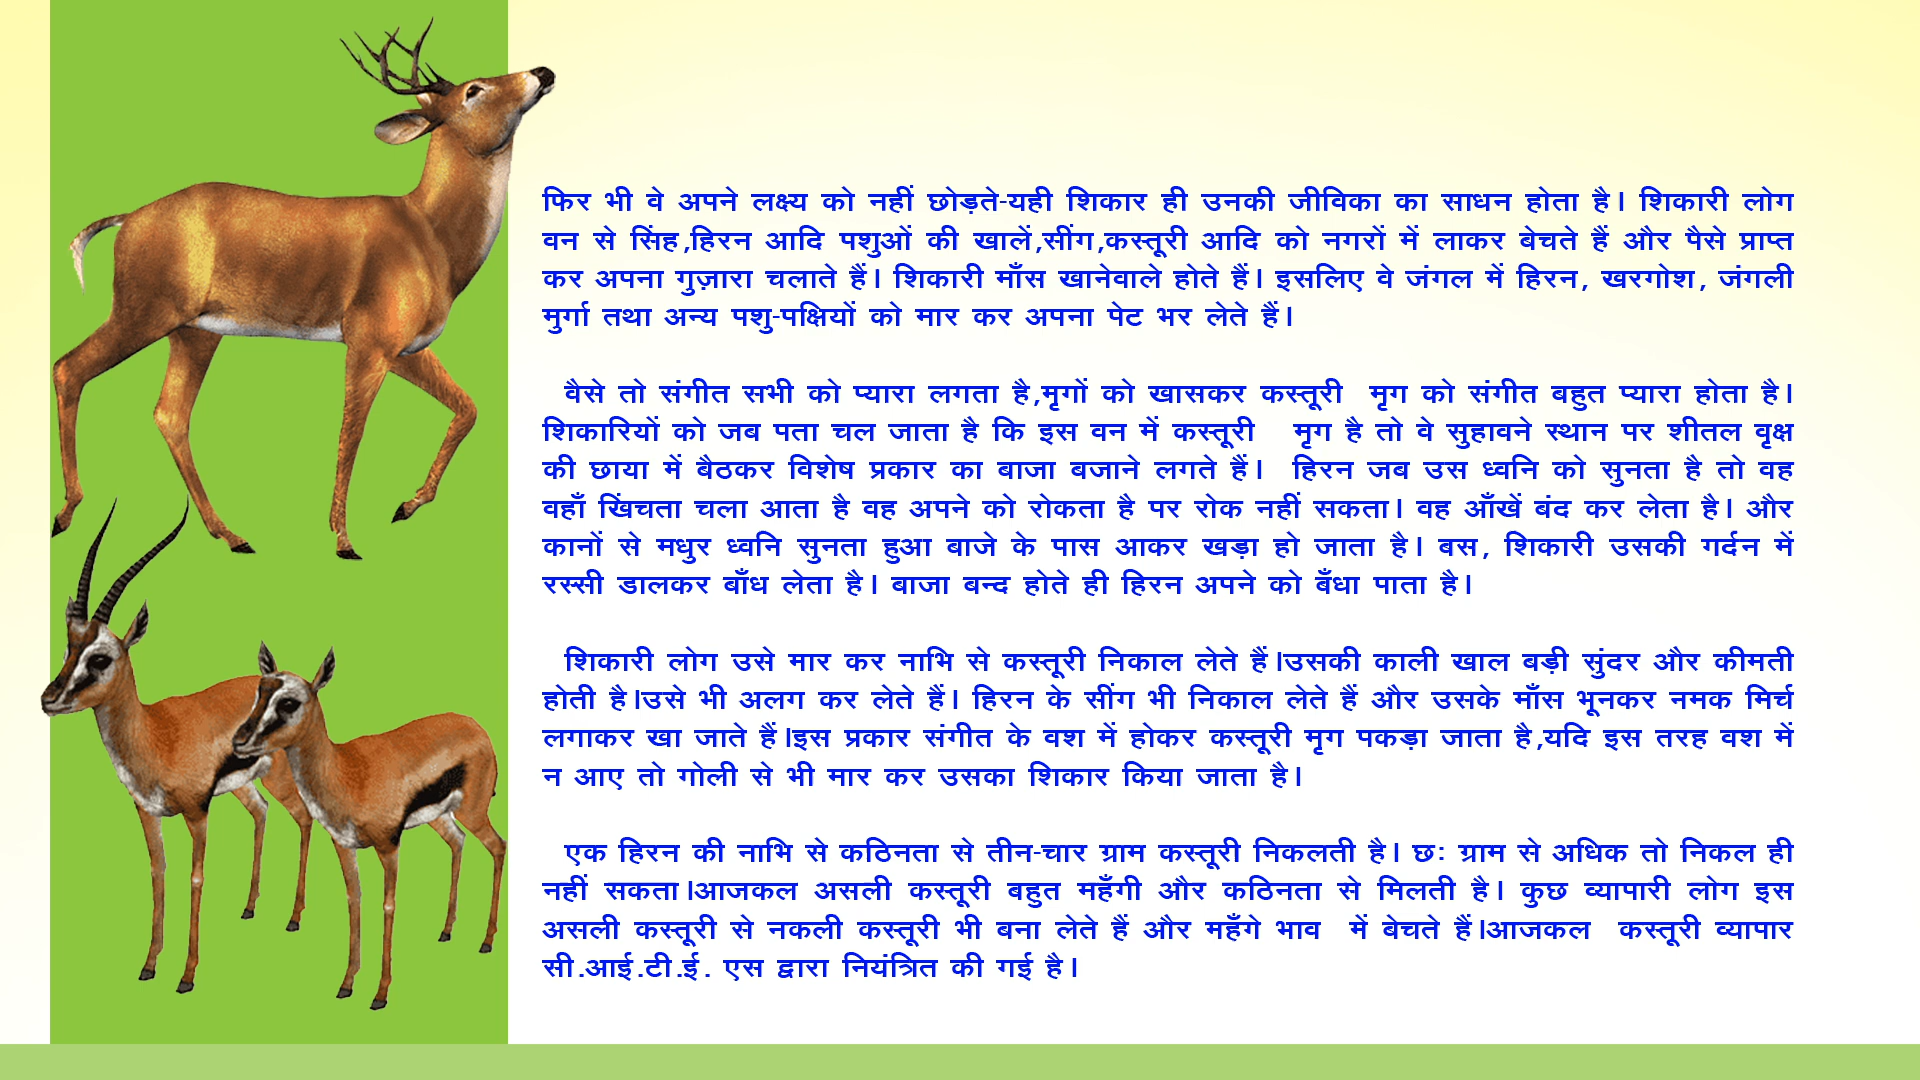 फिर भी वे अपने लक्ष्य को नहीं छोड़ते-यही शिकार ही उनकी जीविका का साधन होता है। शिकारी लोग
वन से सिंह,हिरन आदि पशुओं की खालें,सींग,कस्तूरी आदि को नगरों में लाकर बेचते हैं और पैसे प्राप्त
कर अपना गुज़ारा चलाते हैं। शिकारी माँस खानेवाले होते हैं। इसलिए वे जंगल में हिरन, खरगोश, जंगली
मुर्गा तथा अन्य पशु-पक्षियों को मार कर अपना पेट भर लेते हैं।
वैसे तो संगीत सभी को प्यारा लगता है,मृगों को खासकर कस्तूरी मृग को संगीत बहुत प्यारा होता है।
शिकारियों को जब पता चल जाता है कि इस वन में कस्तूरी मृग है तो वे सुहावने स्थान पर शीतल वृक्ष
की छाया में बैठकर विशेष प्रकार का बाजा बजाने लगते हैं। हिरन जब उस ध्वनि को सुनता है तो वह
वहाँ खिंचता चला आता है वह अपने को रोकता है पर रोक नहीं सकता। वह आँखें बंद कर लेता है। और
कानों से मधुर ध्वनि सुनता हुआ बाजे के पास आकर खड़ा हो जाता है। बस, शिकारी उसकी गर्दन में
रस्सी डालकर बाँध लेता है। बाजा बन्द होते ही हिरन अपने को बँधा पाता है।
शिकारी लोग उसे मार कर नाभि से कस्तूरी निकाल लेते हैं।उसकी काली खाल बड़ी सुंदर और कीमती
होती है।उसे भी अलग कर लेते हैं। हिरन के सींग भी निकाल लेते हैं और उसके माँस भूनकर नमक मिर्च
लगाकर खा जाते हैं।इस प्रकार संगीत के वश में होकर कस्तूरी मृग पकड़ा जाता है,यदि इस तरह वश में
न आए तो गोली से भी मार कर उसका शिकार किया जाता है।
एक हिरन की नाभि से कठिनता से तीन-चार ग्राम कस्तूरी निकलती है। छः ग्राम से अधिक तो निकल ही
नहीं सकता।आजकल असली कस्तूरी बहुत महँगी और कठिनता से मिलती है। कुछ व्यापारी लोग इस
असली कस्तूरी से नकली कस्तूरी भी बना लेते हैं और महँगे भाव में बेचते हैं।आजकल कस्तूरी व्यापार
सी.आई.टी.ई. एस द्वारा नियंत्रित की गई है।